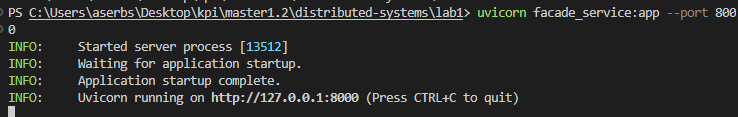 PS C:\Users\aserbs\Desktop\kpi\master1.2\distributed-systems\lab1> uvicorn facade_service:app --port 800
0
INFO:     Started server process [13512]
INFO:     Waiting for application startup.
INFO:     Application startup complete.
INFO:     Uvicorn running on http://127.0.0.1:8000 (Press CTRL+C to quit)